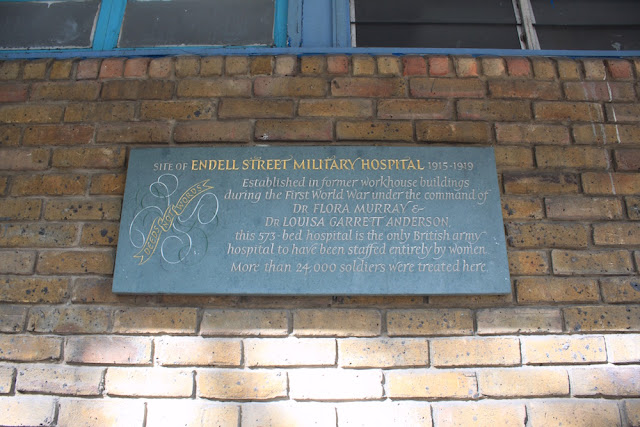 SITE OF ENDELL STREET MILITARY HOSPITAL 1915-1919
Established in former workhouse buildings
during the First World War under the command of
DR FLORA MURRAY &
DR LOUISA GARRETT ANDERSON,
this 573-bed hospital is the only British army
hospital to have been staffed entirely by women.
More than 24,000 soldiers were treated here.
DEEDS NOT WORDS